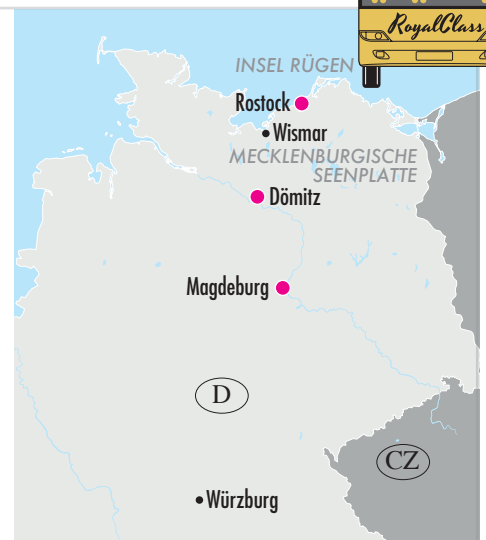 RoyalClass
INSEL RÜGEN
Rostock
Wismar
MECKLENBURGISCHE
SEENPLATTE
Dömitz
Magdeburg
D
CZ
Würzburg